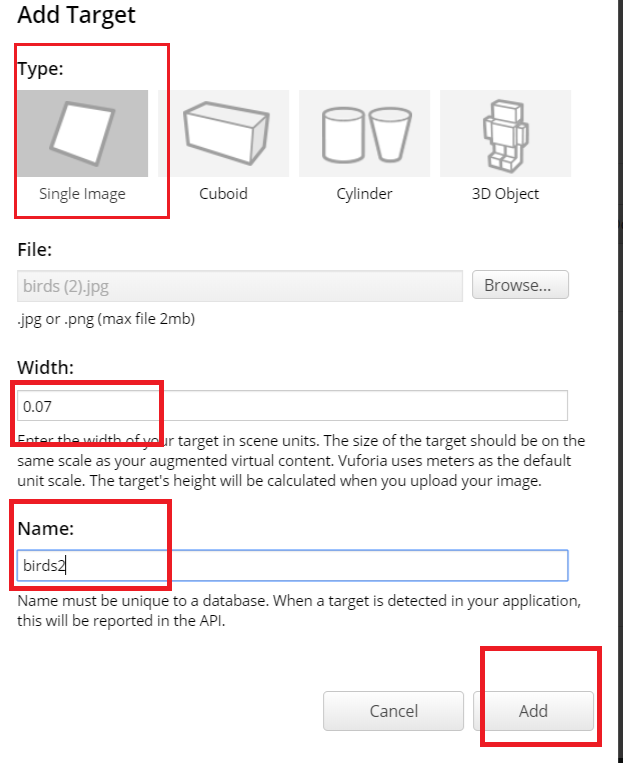 Add Target
Type:
Single Image
Cuboid
Cylinder
3D Object
File:
birds (2).jpg
Browse...
.jpg or .png (max file 2mb)
Width:
0.07
Enter the width of your target in scene units. The size of the target should be on the
same scale as your augmented virtual content. Vuforia uses meters as the default
unit scale. The target's height will be calculated when you upload your image.
Name:
birds2
Name must be unique to a database. When a target is detected in your application,
this will be reported in the API.
Cancel
Add